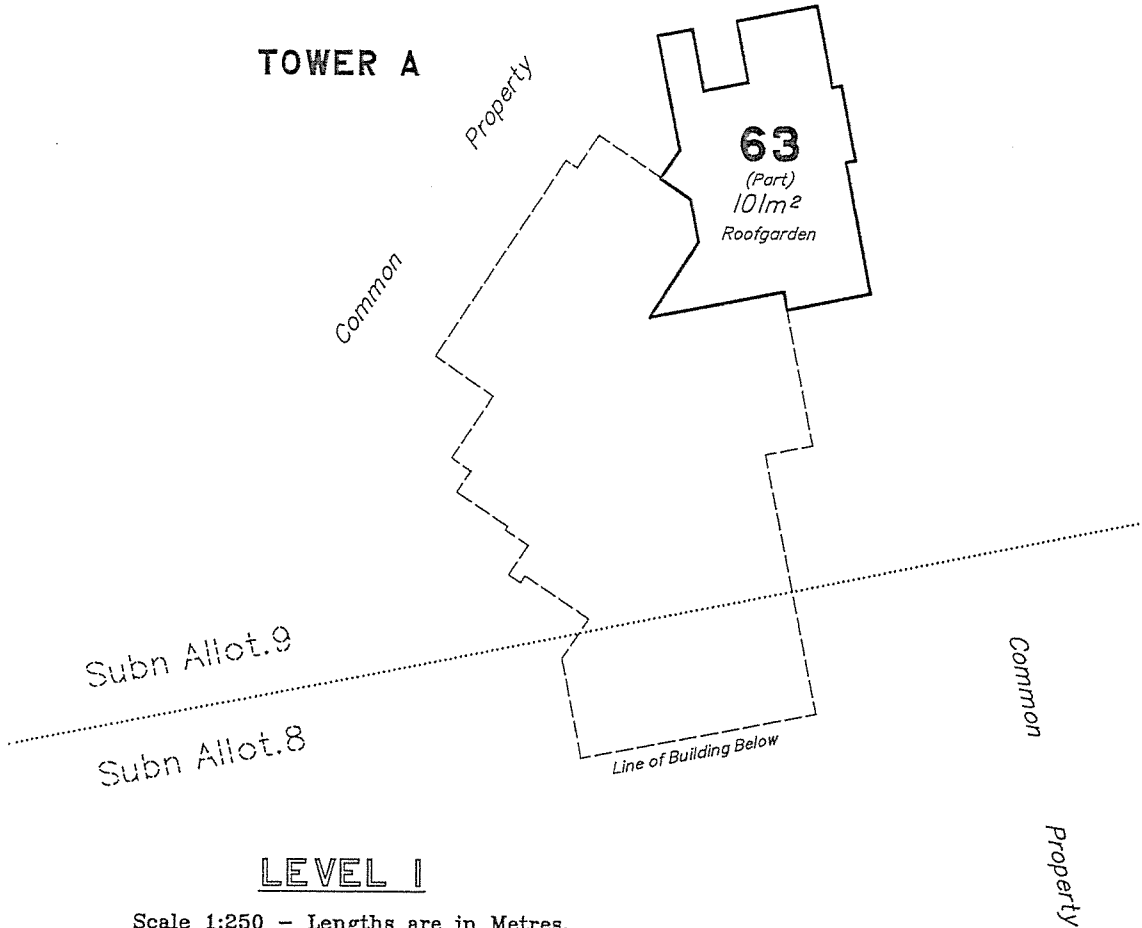 TOWER A
Property
Common
63
(Part)
101m²
Roofgarden
Subn Allot.9
Subn Allot.8
Line of Building Below
Common
Property
LEVEL 1
Scale 1:250 – Lengths are in Metres.